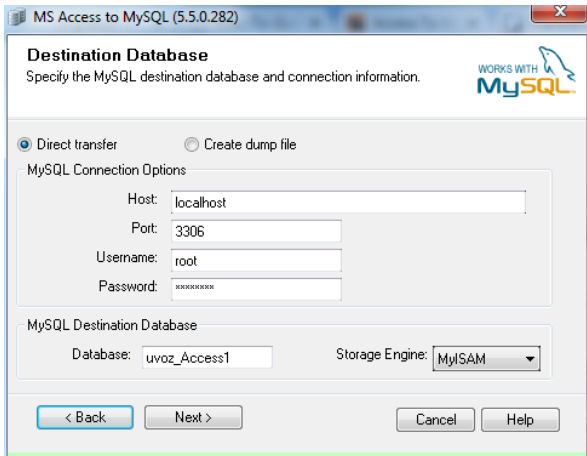 MS Access to MySQL (5.5.0.282)
Destination Database
Specify the MySQL destination database and connection information.
WORKS WITH
MySQL
Direct transfer Create dump file
MySQL Connection Options
Host: localhost
Port: 3306
Username: root
Password: ********
MySQL Destination Database
Database: uvoz_Access1 Storage Engine: MyISAM
< Back Next > Cancel Help